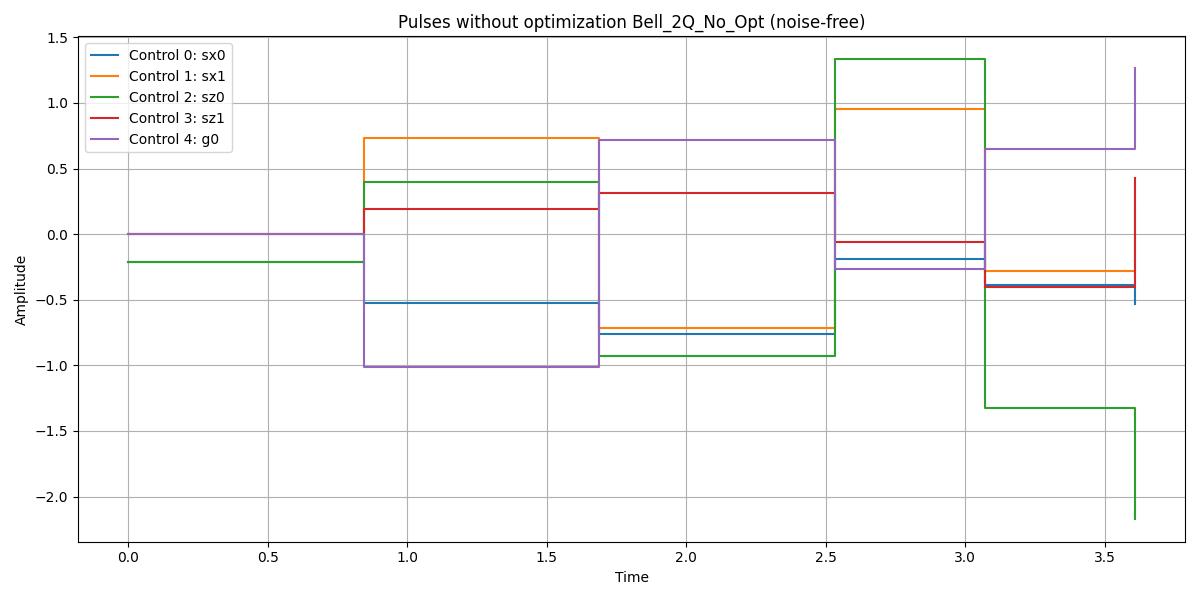 Pulses without optimization Bell_2Q_No_Opt (noise-free)
Control 0: sx0
Control 1: sx1
Control 2: sz0
Control 3: sz1
Control 4: g0
Amplitude
1.5
1.0
0.5
0.0
−0.5
−1.0
−1.5
−2.0
0.0 0.5 1.0 1.5 2.0 2.5 3.0 3.5
Time